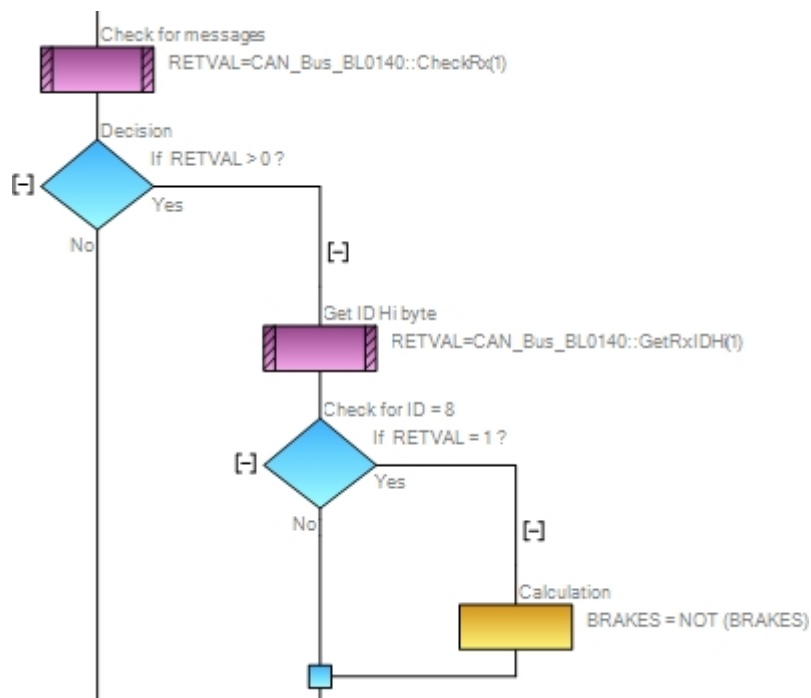 Check for messages
RETVAL=CAN_Bus_BL0140::CheckRx(1)
Decision
If RETVAL > 0 ?
[-]
Yes
No
[-]
Get ID Hi byte
RETVAL=CAN_Bus_BL0140::GetRxIDHi(1)
Check for ID = 8
If RETVAL = 1 ?
[-]
Yes
No
[-]
Calculation
BRAKES = NOT (BRAKES)